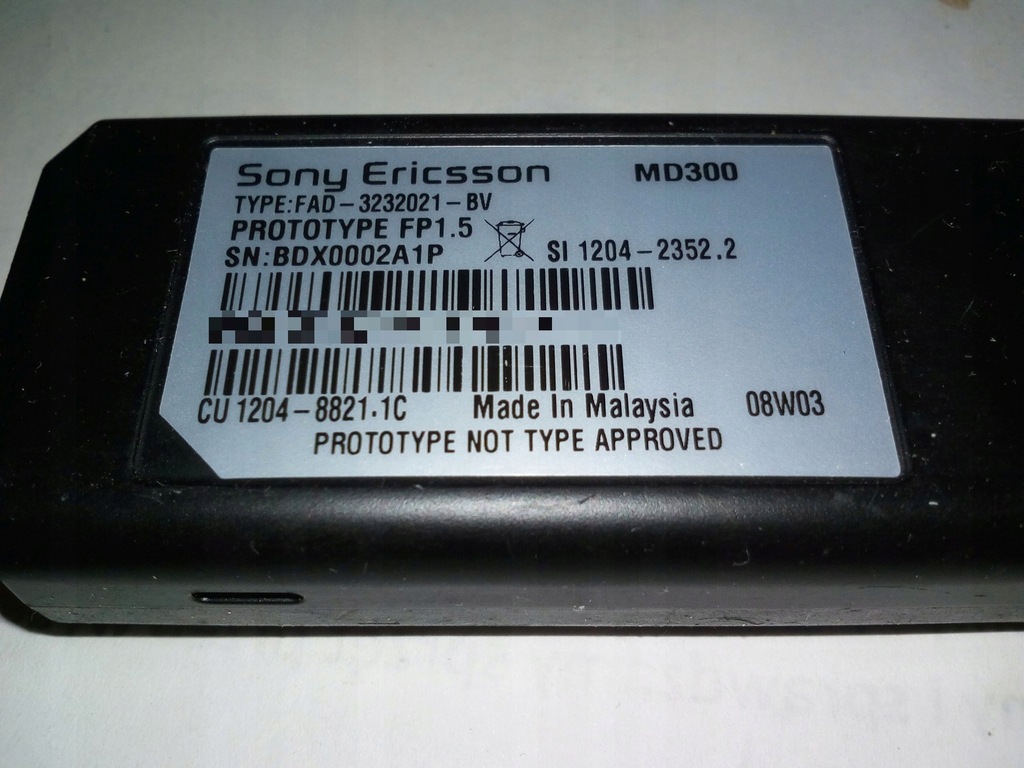 Sony Ericsson MD300
TYPE:FAD-3232021-BV
PROTOTYPE FP1.5
SN:BDX0002A1P SI 1204-2352.2
CU 1204-8821.1C Made In Malaysia 08W03
PROTOTYPE NOT TYPE APPROVED